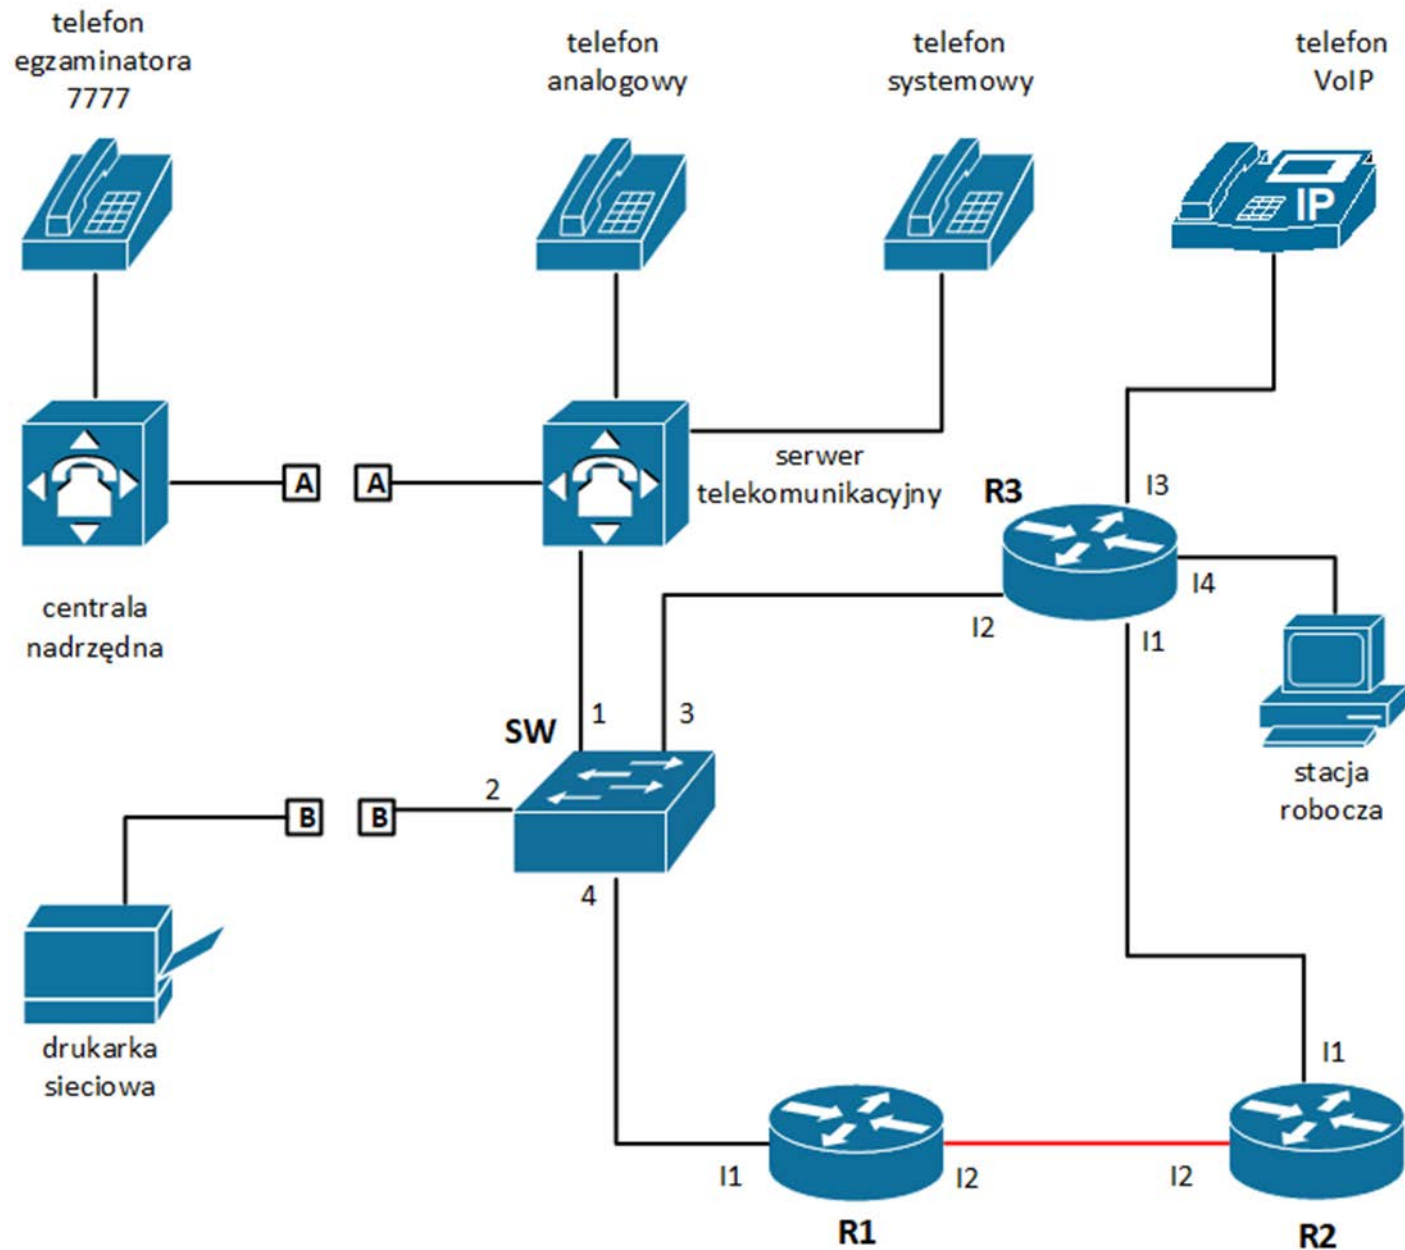 telefon
egzaminatora
7777
telefon
analogowy
telefon
systemowy
telefon
VoIP
IP
A
A
serwer
telekomunikacyjny
R3
I3
I4
I2
I1
centrala
nadrzędna
SW
1
3
2
4
B
B
stacja
robocza
drukarka
sieciowa
I1
I1
I2
I2
R1
R2